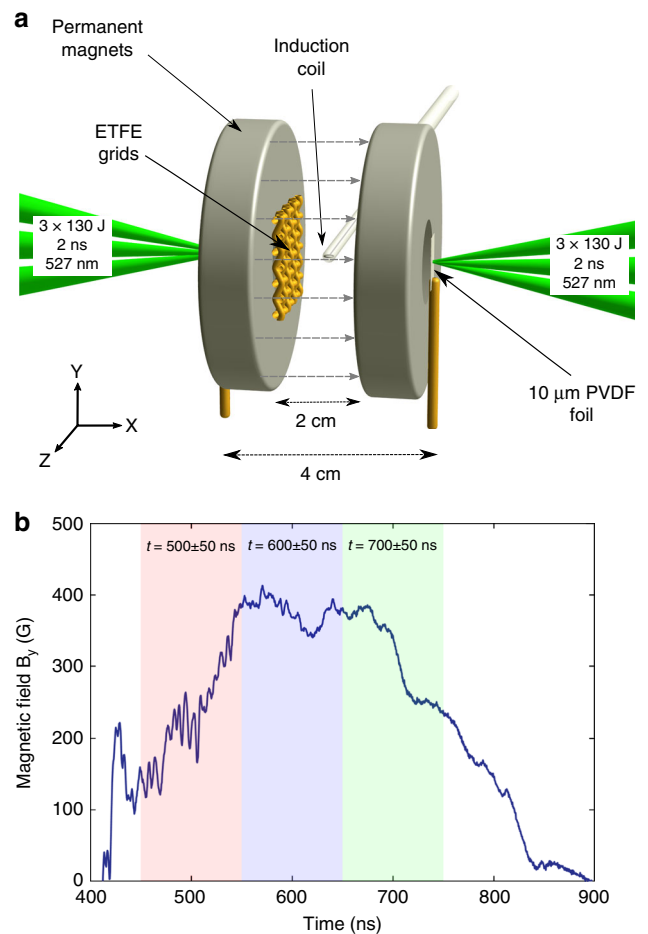 a
Permanent
magnets
Induction
coil
ETFE
grids
3 × 130 J
2 ns
527 nm
3 × 130 J
2 ns
527 nm
10 μm PVDF
foil
Y
X
Z
2 cm
4 cm
b
500
400
300
200
100
0
Magnetic field By (G)
t = 500±50 ns
t = 600±50 ns
t = 700±50 ns
400
500
600
700
800
900
Time (ns)